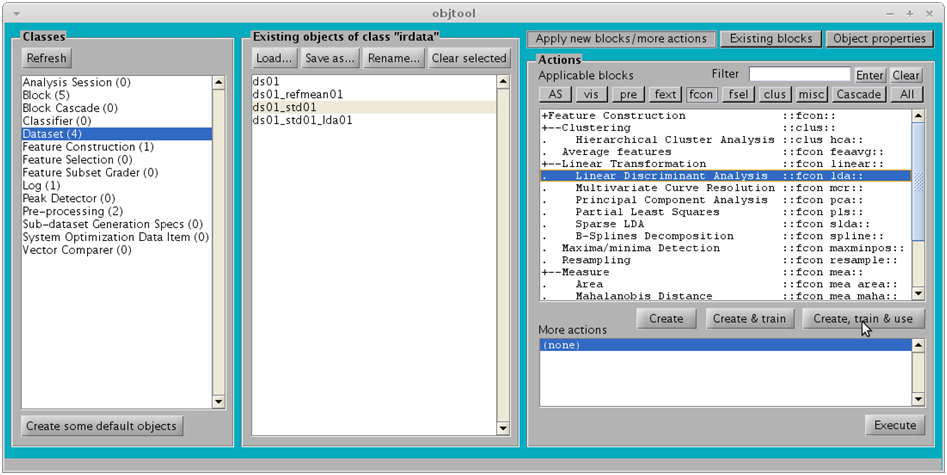 objtool
Classes
Refresh
Analysis Session (0)
Block (5)
Block Cascade (0)
Classifier (0)
Dataset (4)
Feature Construction (1)
Feature Selection (0)
Feature Subset Grader (0)
Log (1)
Peak Detector (0)
Pre-processing (2)
Sub-dataset Generation Specs (0)
System Optimization Data Item (0)
Vector Comparer (0)
Create some default objects
Existing objects of class "irdata"
Load... Save as... Rename... Clear selected
ds01
ds01_refmean01
ds01_std01
ds01_std01_lda01
Apply new blocks/more actions Existing blocks Object properties
Actions
Applicable blocks Filter Enter Clear
AS vis pre fext fcon fsel clus misc Cascade All
+Feature Construction ::fcon::
+--Clustering ::clus::
. Hierarchical Cluster Analysis ::clus hca::
. Average features ::fcon feaavg::
+--Linear Transformation ::fcon linear::
. Linear Discriminant Analysis ::fcon lda::
. Multivariate Curve Resolution ::fcon mcr::
. Principal Component Analysis ::fcon pca::
. Partial Least Squares ::fcon pls::
. Sparse LDA ::fcon slda::
. B-Splines Decomposition ::fcon spline::
. Maxima/minima Detection ::fcon maxminpos::
. Resampling ::fcon resample::
+--Measure ::fcon mea::
. Area ::fcon mea area::
. Mahalanobis Distance ::fcon mea maha::
Create Create & train Create, train & use
More actions
(none)
Execute